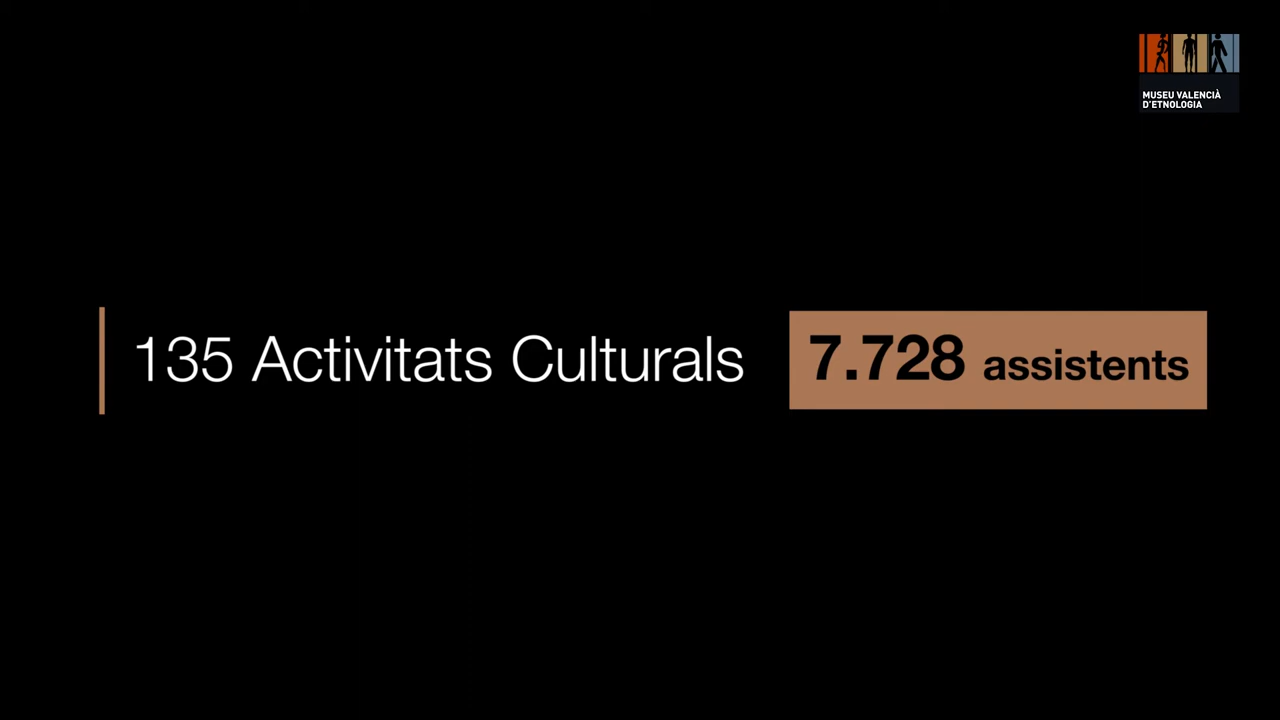 MUSEU VALENCIÀ
D'ETNOLOGIA
135 Activitats Culturals 7.728 assistents